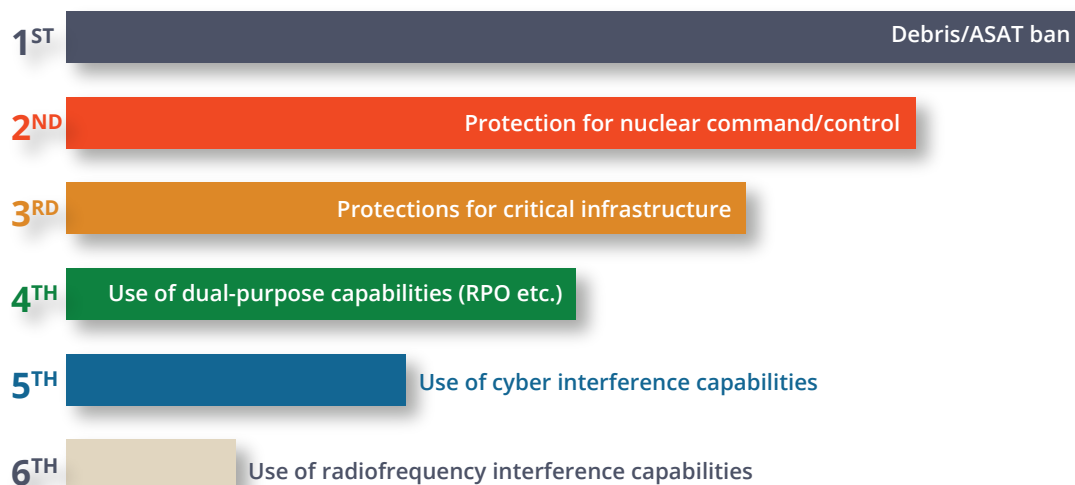 1ST Debris/ASAT ban
2ND Protection for nuclear command/control
3RD Protections for critical infrastructure
4TH Use of dual-purpose capabilities (RPO etc.)
5TH Use of cyber interference capabilities
6TH Use of radiofrequency interference capabilities